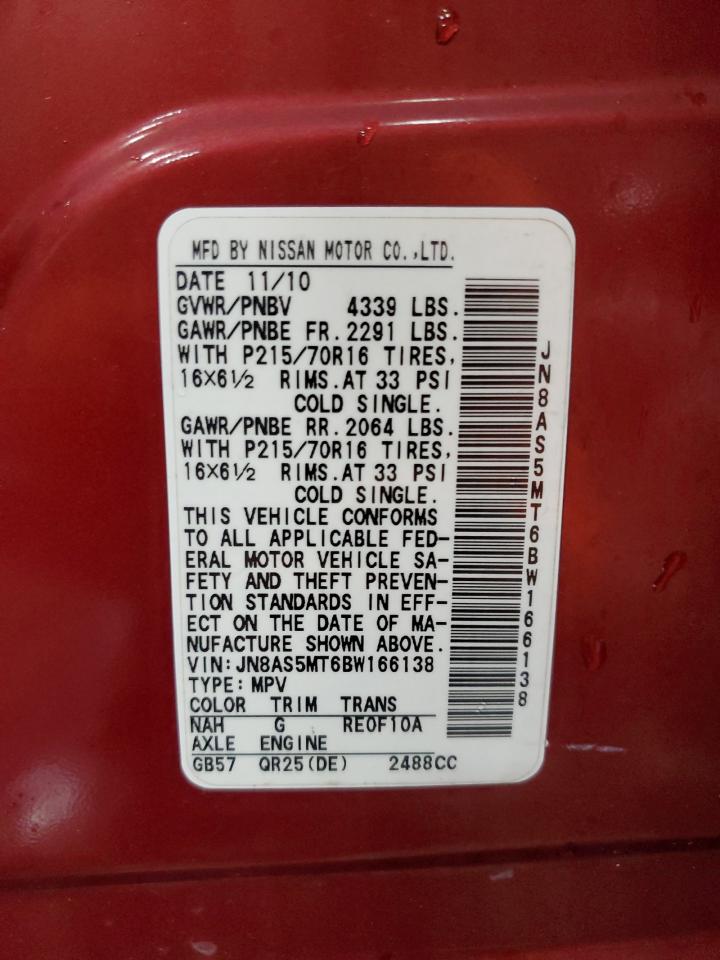 MFD BY NISSAN MOTOR CO.,LTD.
DATE 11/10
GVWR/PNBV 4339 LBS.
GAWR/PNBE FR.2291 LBS.
WITH P215/70R16 TIRES,
16X6½ RIMS.AT 33 PSI
COLD SINGLE.
GAWR/PNBE RR.2064 LBS.
WITH P215/70R16 TIRES,
16X6½ RIMS.AT 33 PSI
COLD SINGLE.
THIS VEHICLE CONFORMS
TO ALL APPLICABLE FED-
ERAL MOTOR VEHICLE SA-
FETY AND THEFT PREVEN-
TION STANDARDS IN EFF-
ECT ON THE DATE OF MA-
NUFACTURE SHOWN ABOVE.
VIN:JN8AS5MT6BW166138
TYPE:MPV
COLOR TRIM TRANS
NAH G RE0F10A
AXLE ENGINE
GB57 QR25(DE) 2488CC
JN8AS5MT6BW166138